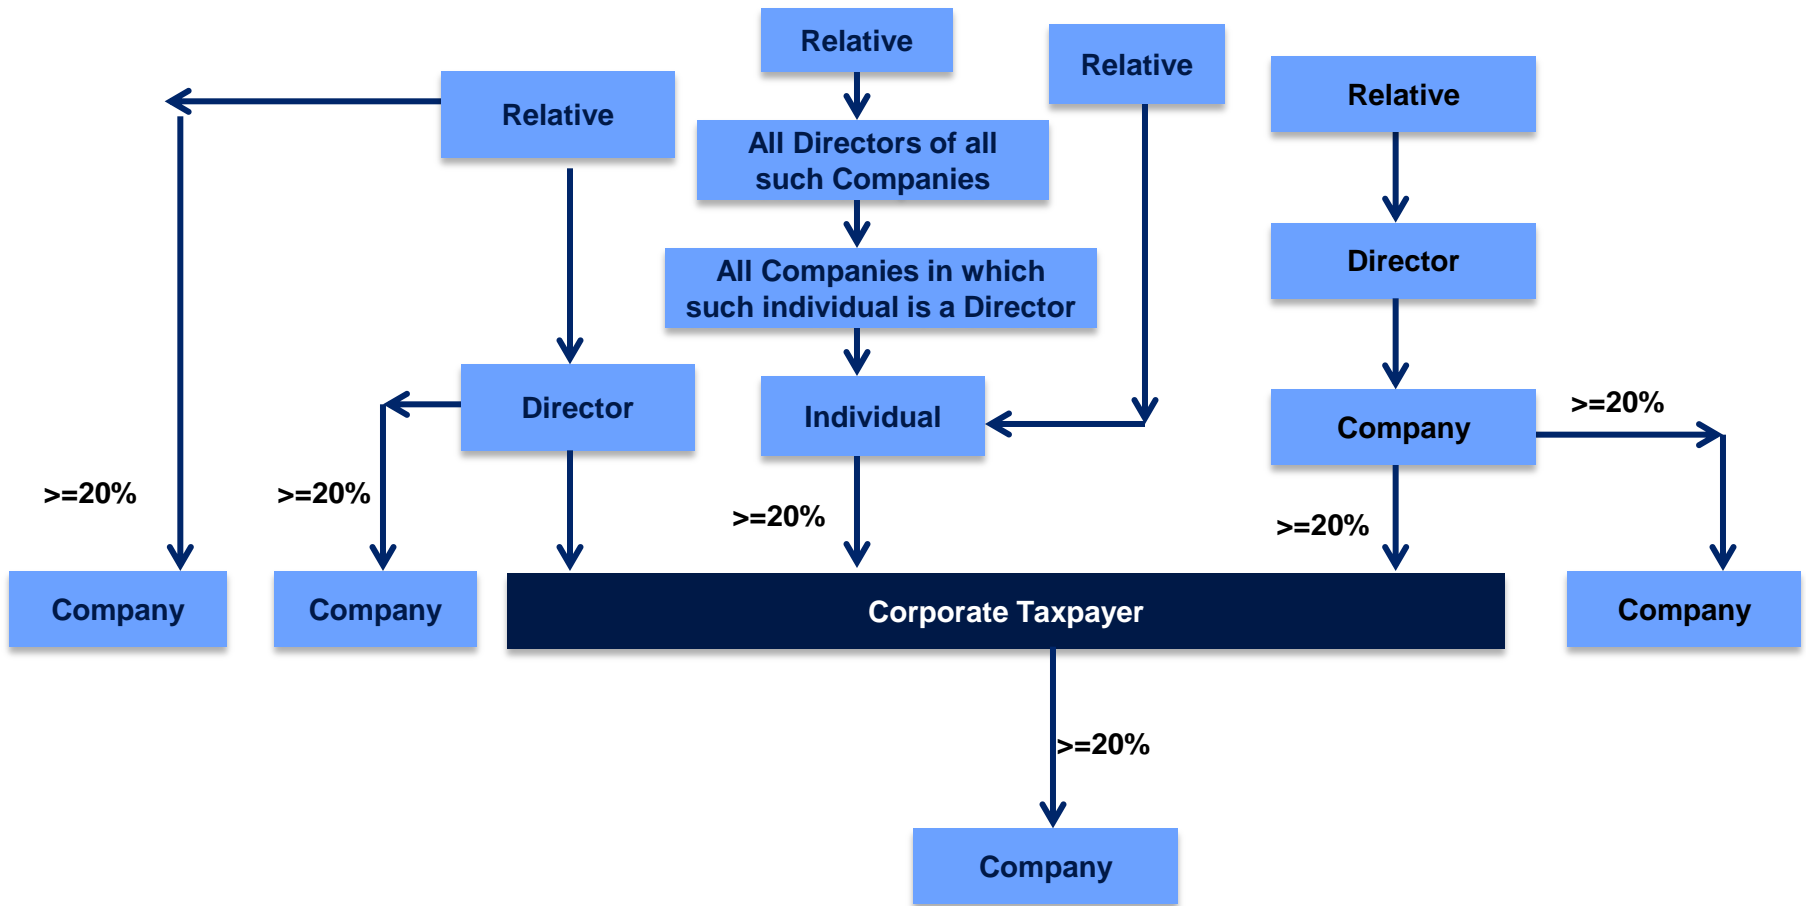 Relative
Relative
Relative
Relative
All Directors of all
such Companies
Director
All Companies in which
such individual is a Director
Director
Individual
Company
>=20%
>=20%
>=20%
>=20%
>=20%
Company
Company
Corporate Taxpayer
Company
>=20%
Company